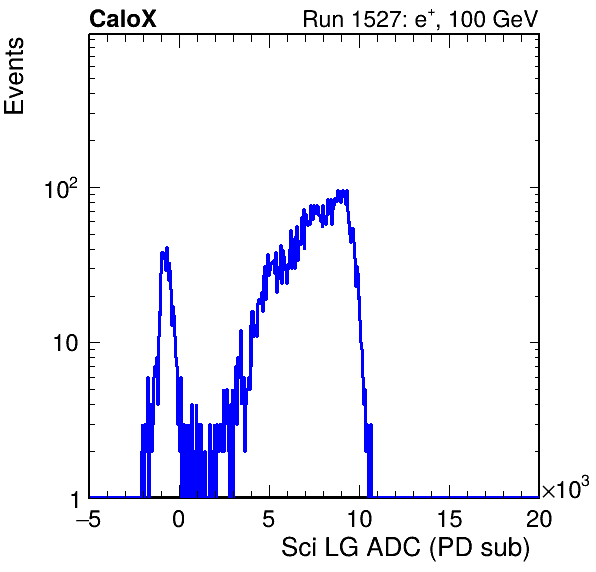 CaloX Run 1527: e⁺, 100 GeV
Events
10²
10
1
−5 0 5 10 15 20 ×10³
Sci LG ADC (PD sub)